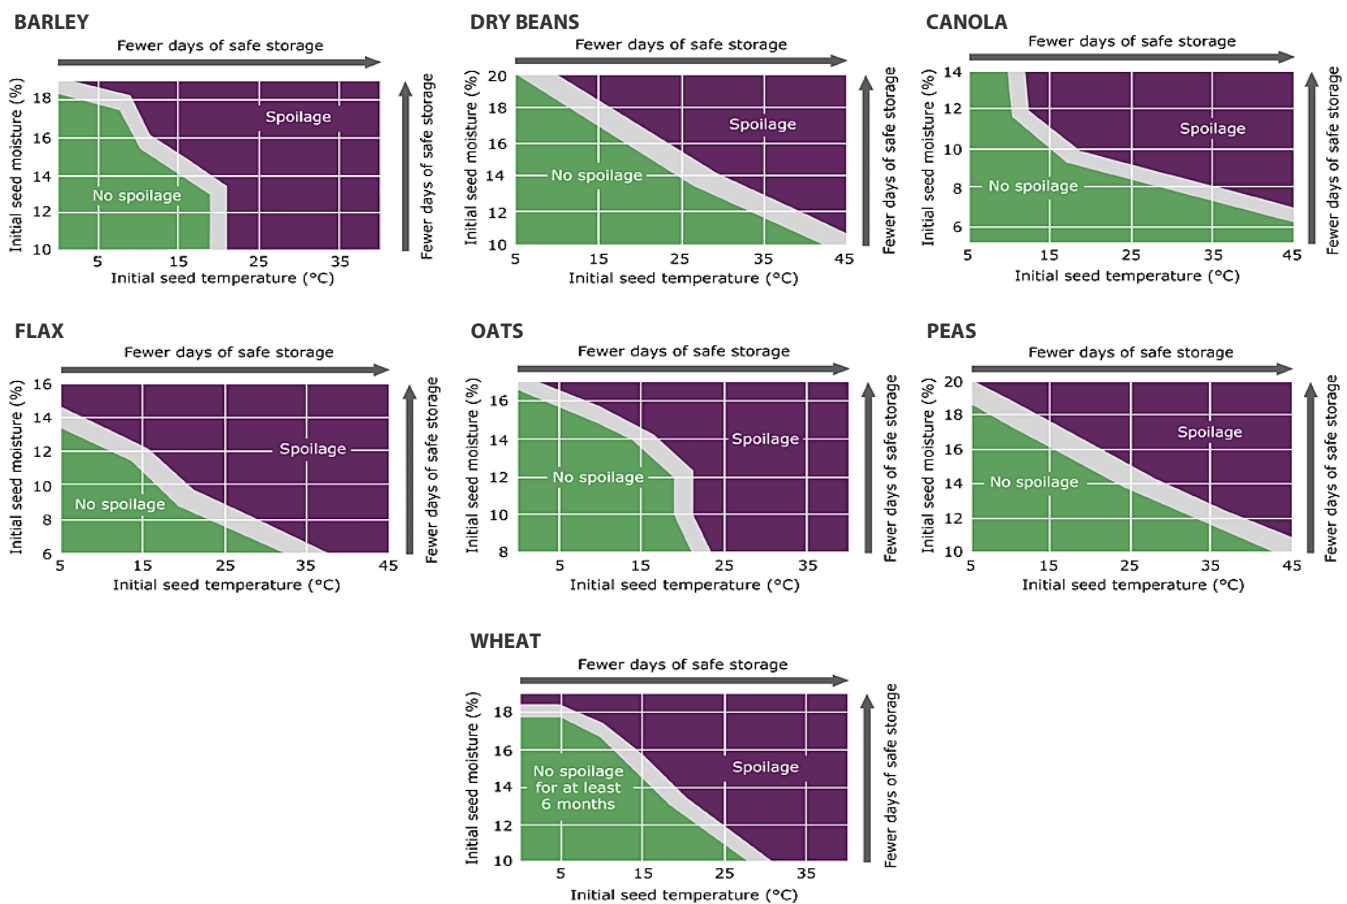 BARLEY
Fewer days of safe storage
Initial seed moisture (%)
18
16
14
12
10
Spoilage
No spoilage
5
15
25
35
Initial seed temperature (°C)
Fewer days of safe storage
DRY BEANS
Fewer days of safe storage
Initial seed moisture (%)
20
18
16
14
12
10
Spoilage
No spoilage
5
15
25
35
45
Initial seed temperature (°C)
Fewer days of safe storage
CANOLA
Fewer days of safe storage
Initial seed moisture (%)
14
12
10
8
6
Spoilage
No spoilage
5
15
25
35
45
Initial seed temperature (°C)
Fewer days of safe storage
FLAX
Fewer days of safe storage
Initial seed moisture (%)
16
14
12
10
8
6
Spoilage
No spoilage
5
15
25
35
45
Initial seed temperature (°C)
Fewer days of safe storage
OATS
Fewer days of safe storage
Initial seed moisture (%)
16
14
12
10
8
Spoilage
No spoilage
5
15
25
35
Initial seed temperature (°C)
Fewer days of safe storage
PEAS
Fewer days of safe storage
Initial seed moisture (%)
20
18
16
14
12
10
Spoilage
No spoilage
5
15
25
35
45
Initial seed temperature (°C)
Fewer days of safe storage
WHEAT
Fewer days of safe storage
Initial seed moisture (%)
18
16
14
12
10
Spoilage
No spoilage
for at least
6 months
5
15
25
35
Initial seed temperature (°C)
Fewer days of safe storage